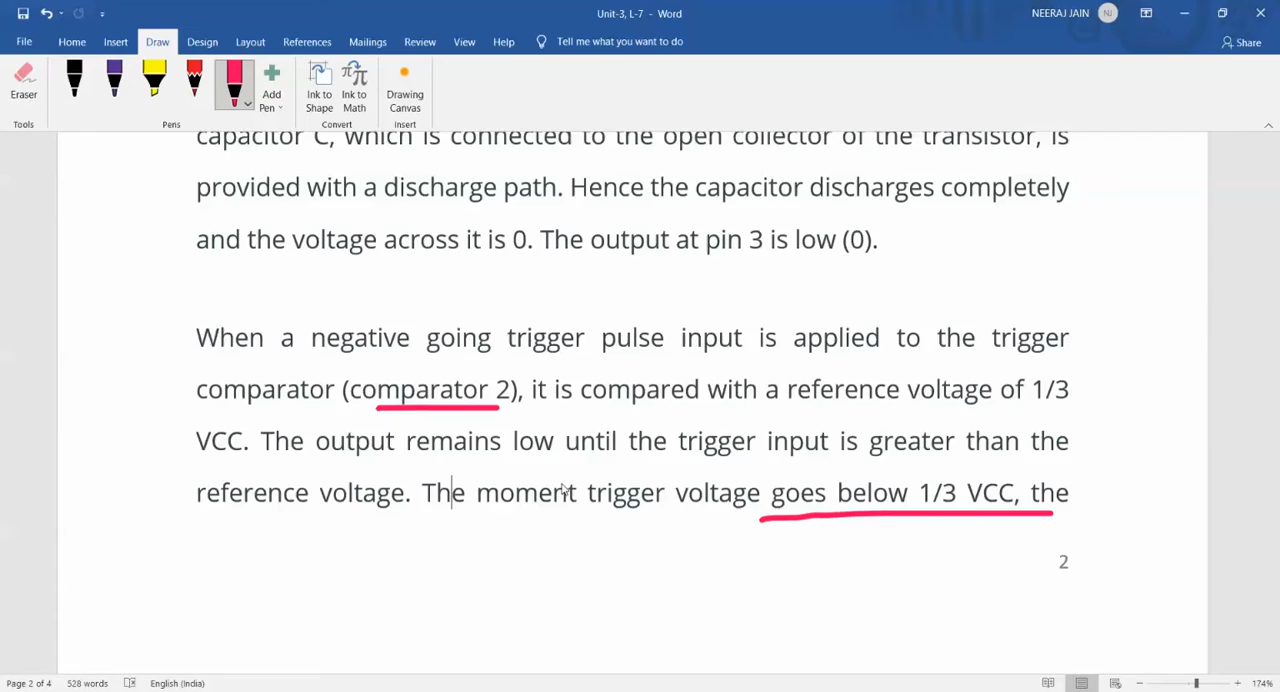 Unit-3, L-7 - Word
NEERAJ JAIN NJ
File Home Insert Draw Design Layout References Mailings Review View Help Tell me what you want to do Share
Eraser
Add Pen
Ink to Shape
Ink to Math
Drawing Canvas
Tools Pens Convert Insert
capacitor C, which is connected to the open collector of the transistor, is
provided with a discharge path. Hence the capacitor discharges completely
and the voltage across it is 0. The output at pin 3 is low (0).
When a negative going trigger pulse input is applied to the trigger
comparator (comparator 2), it is compared with a reference voltage of 1/3
VCC. The output remains low until the trigger input is greater than the
reference voltage. The moment trigger voltage goes below 1/3 VCC, the
2
Page 2 of 4 528 words English (India) 174%